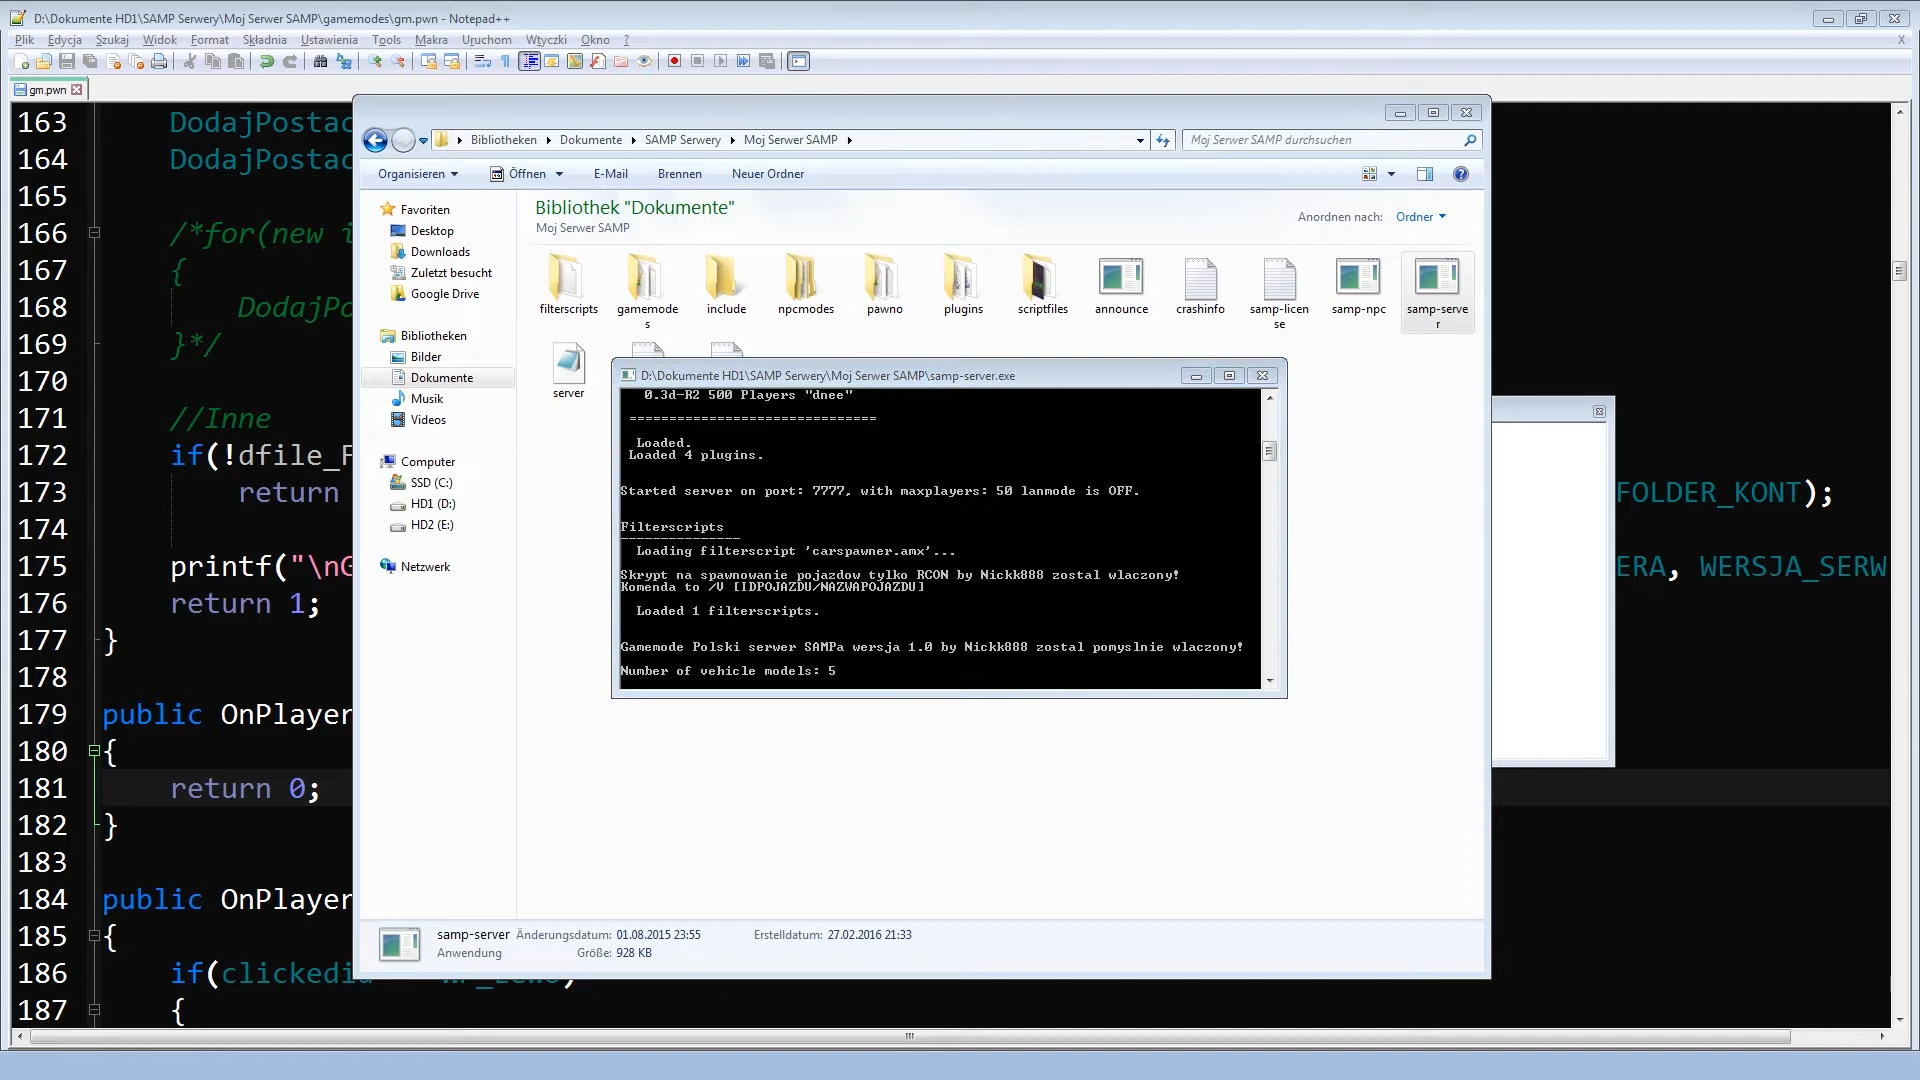 D:\Dokumente HD1\SAMP Serwery\Moj Serwer SAMP\gamemodes\gm.pwn - Notepad++
Plik Edycja Szukaj Widok Format Składnia Ustawienia Tools Makra Uruchom Wtyczki Okno ? X
gm.pwn
163 DodajPostac
164 DodajPostac
165
166 /*for(new i
167 {
168 DodajPo
169 }*/
170
171 //Inne
172 if(!dfile_F
173 return FOLDER_KONT);
174
175 printf("\nG ERA, WERSJA_SERW
176 return 1;
177 }
178
179 public OnPlayer
180 {
181 return 0;
182 }
183
184 public OnPlayer
185 {
186 if(clickedid
187 {
Bibliotheken Dokumente SAMP Serwery Moj Serwer SAMP
Moj Serwer SAMP durchsuchen
Organisieren Öffnen E-Mail Brennen Neuer Ordner
Favoriten
Desktop
Downloads
Zuletzt besucht
Google Drive
Bibliotheken
Bilder
Dokumente
Musik
Videos
Computer
SSD (C:)
HD1 (D:)
HD2 (E:)
Netzwerk
Bibliothek "Dokumente"
Moj Serwer SAMP
Anordnen nach: Ordner
filterscripts
gamemodes
include
npcmodes
pawno
plugins
scriptfiles
announce
crashinfo
samp-license
samp-npc
samp-server
server
D:\Dokumente HD1\SAMP Serwery\Moj Serwer SAMP\samp-server.exe
0.3d-R2 500 Players "dnee"
===============================
Loaded.
Loaded 4 plugins.
Started server on port: 7777, with maxplayers: 50 lanmode is OFF.
Filterscripts
---------------
Loading filterscript 'carspawner.amx'...
Skrypt na spawnowanie pojazdow tylko RCON by Nickk888 zostal wlaczony!
Komenda to /V [IDPOJAZDU/NAZWAPOJAZDU]
Loaded 1 filterscripts.
Gamemode Polski serwer SAMPa wersja 1.0 by Nickk888 zostal pomyslnie wlaczony!
Number of vehicle models: 5
samp-server Änderungsdatum: 01.08.2015 23:55 Erstelldatum: 27.02.2016 21:33
Anwendung Größe: 928 KB